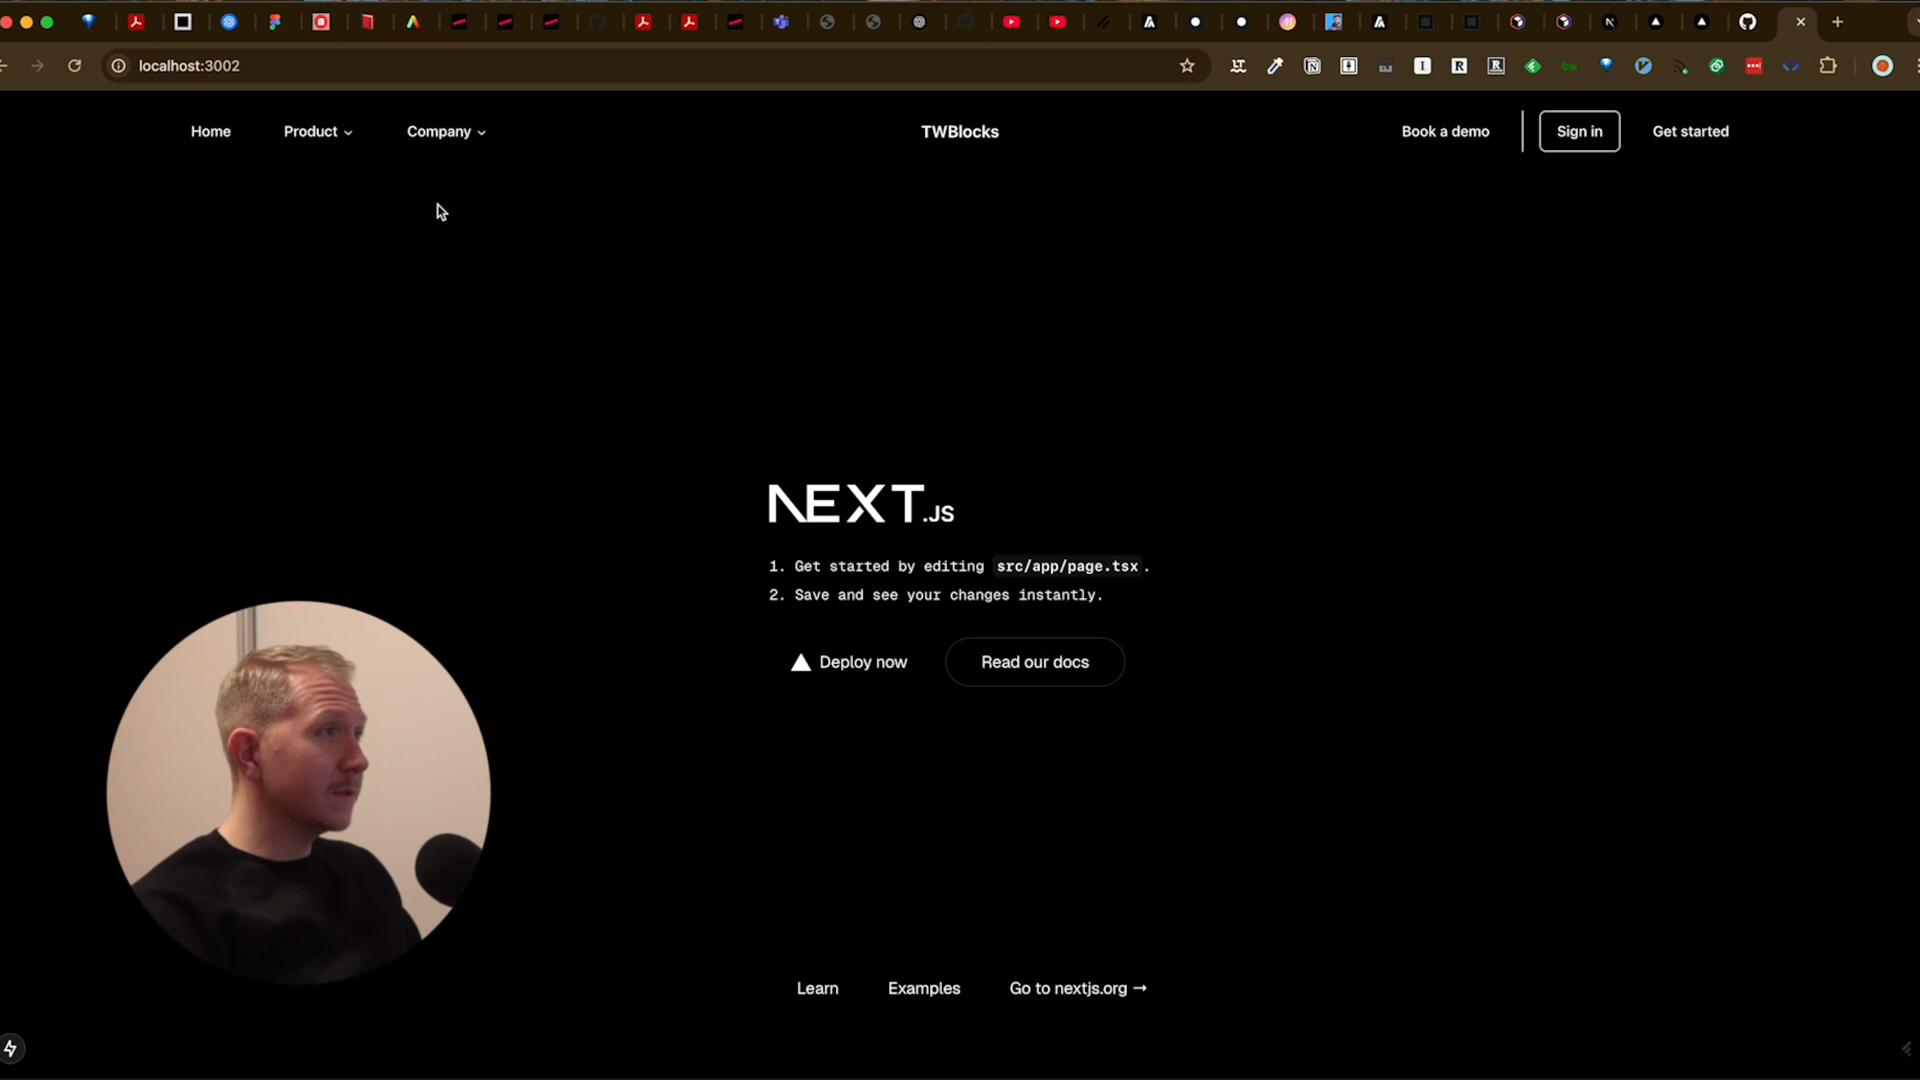 localhost:3002
Home Product Company TWBlocks Book a demo Sign in Get started
NEXT.JS
1. Get started by editing src/app/page.tsx.
2. Save and see your changes instantly.
Deploy now Read our docs
Learn Examples Go to nextjs.org →